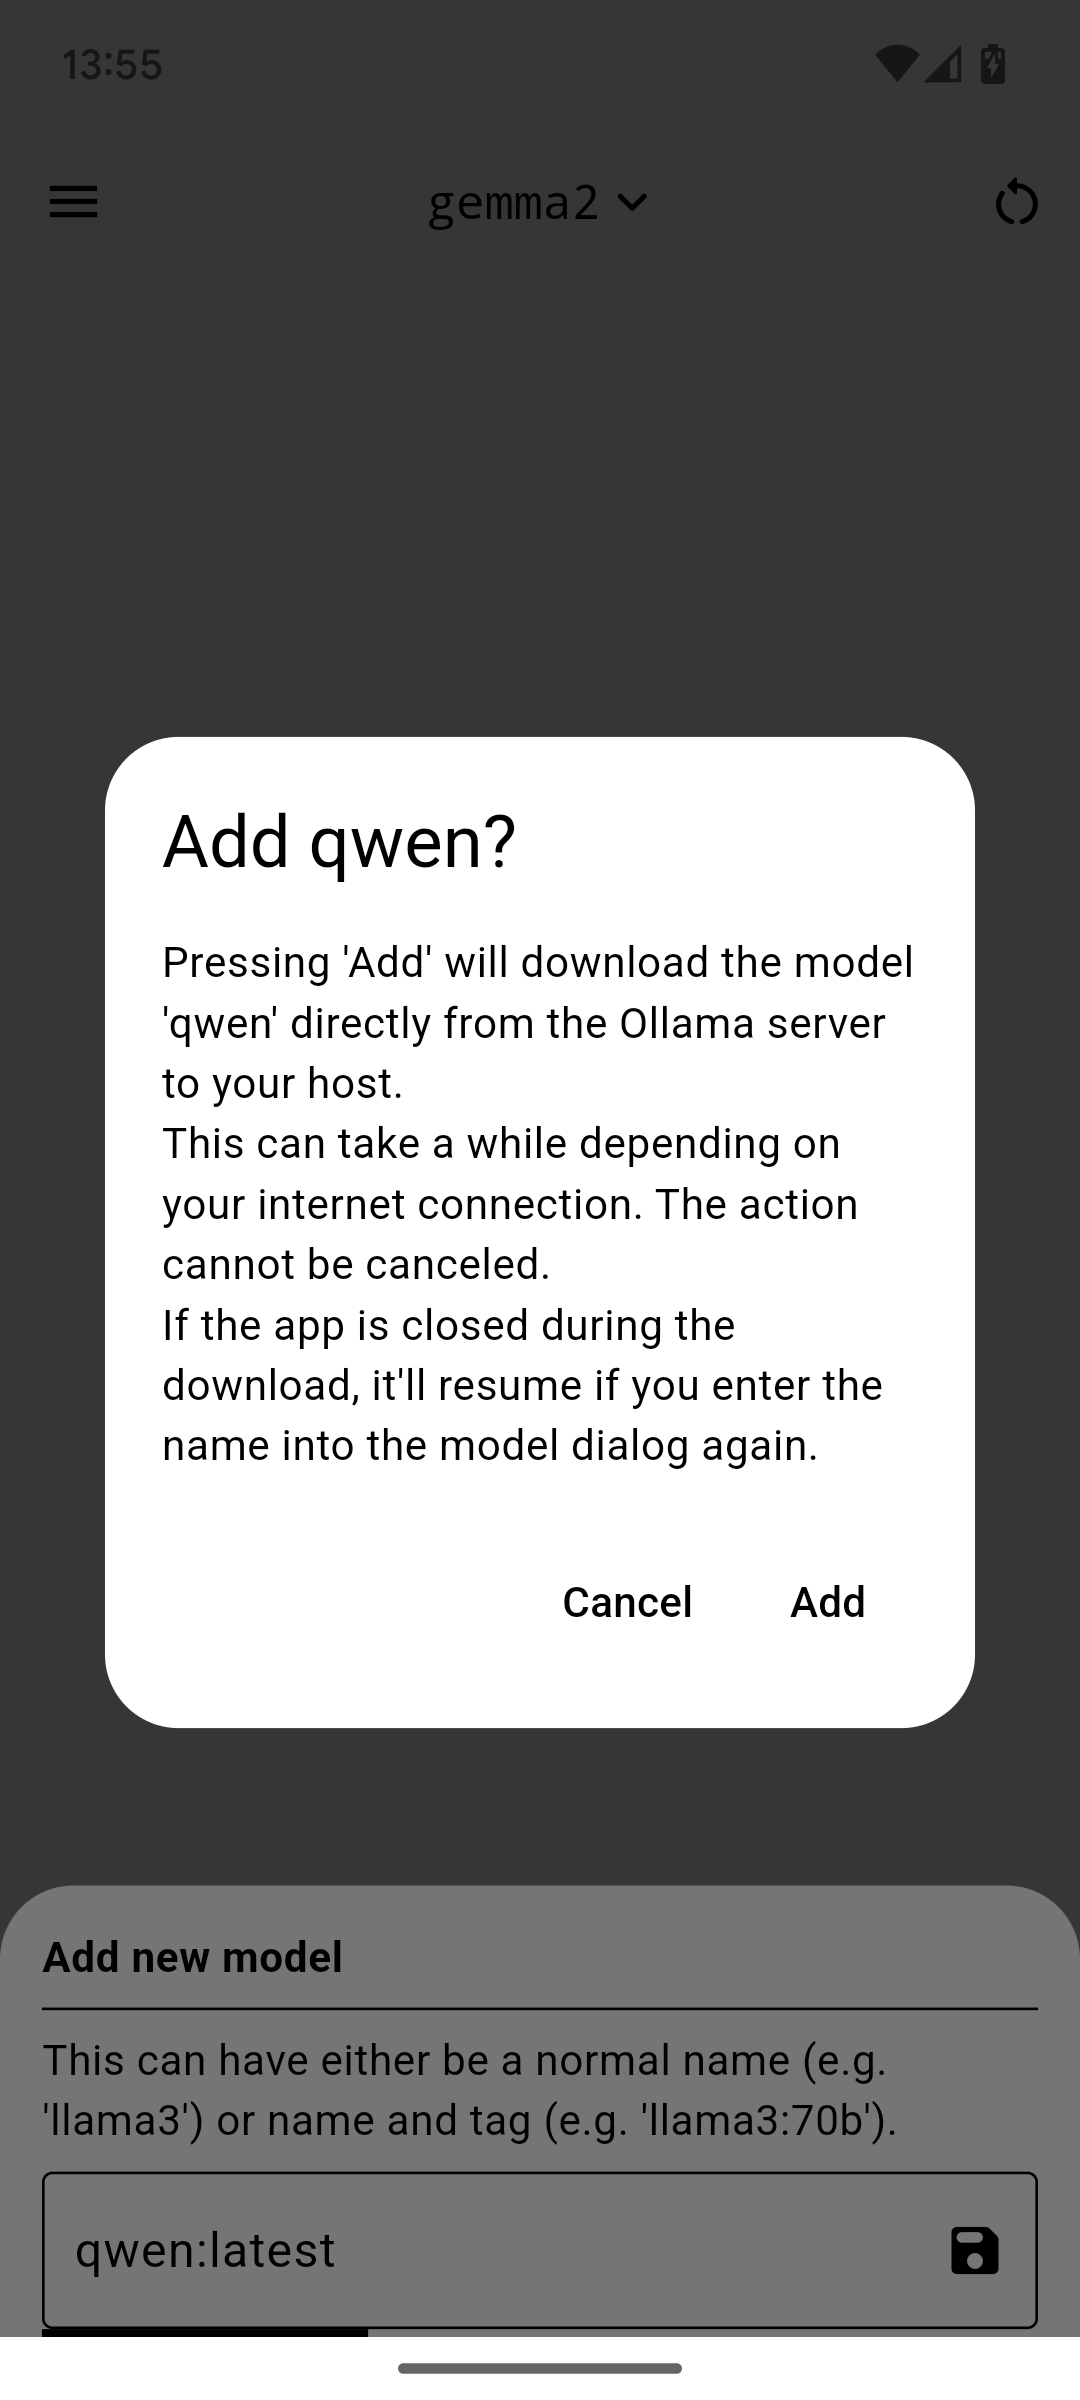 13:55
gemma2
Add qwen?
Pressing 'Add' will download the model
'qwen' directly from the Ollama server
to your host.
This can take a while depending on
your internet connection. The action
cannot be canceled.
If the app is closed during the
download, it'll resume if you enter the
name into the model dialog again.
Cancel Add
Add new model
This can have either be a normal name (e.g.
'llama3') or name and tag (e.g. 'llama3:70b').
qwen:latest